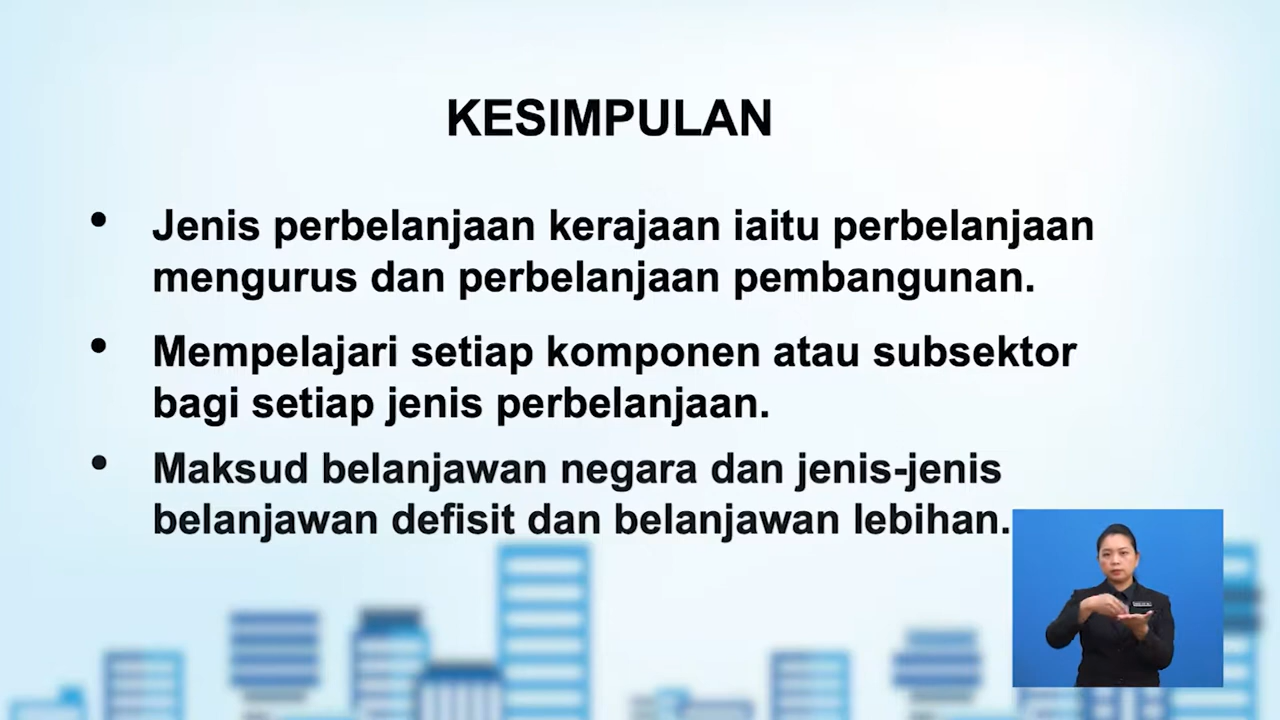 KESIMPULAN
• Jenis perbelanjaan kerajaan iaitu perbelanjaan
mengurus dan perbelanjaan pembangunan.
• Mempelajari setiap komponen atau subsektor
bagi setiap jenis perbelanjaan.
• Maksud belanjawan negara dan jenis-jenis
belanjawan defisit dan belanjawan lebihan.